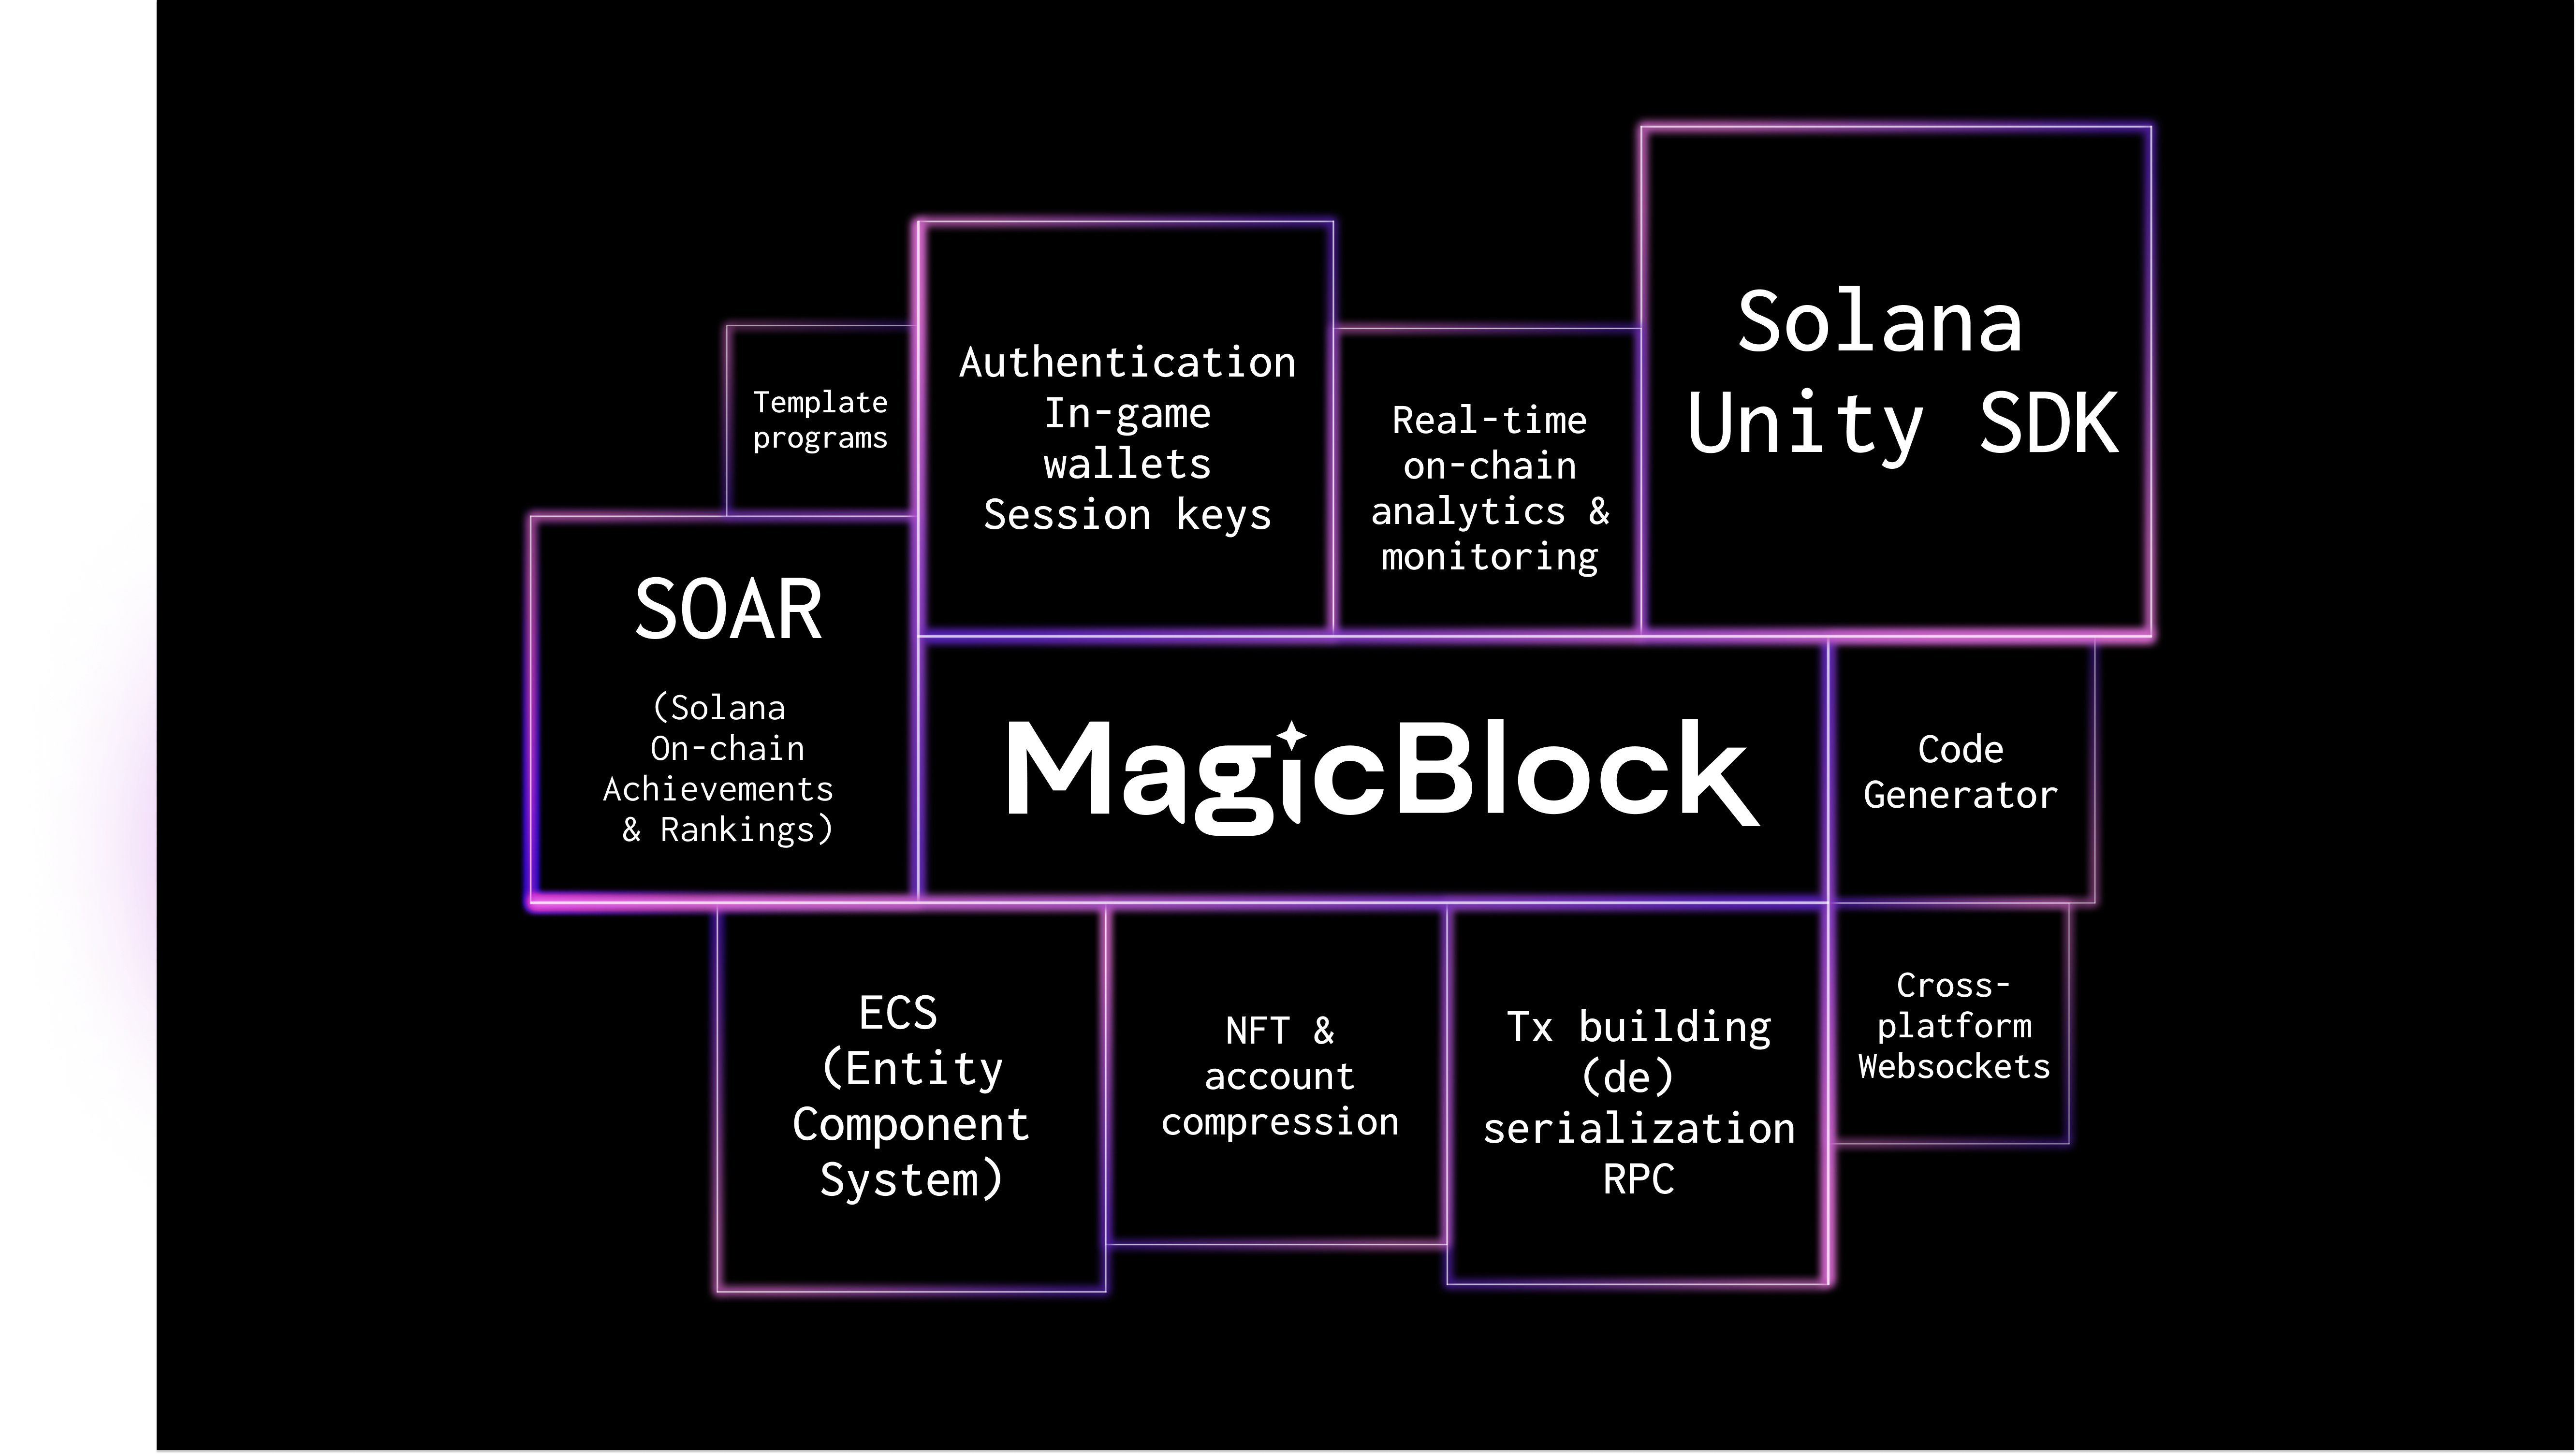 Solana
Unity SDK
Authentication
In-game
wallets
Session keys
Template
programs
Real-time
on-chain
analytics &
monitoring
SOAR
(Solana
On-chain
Achievements
& Rankings)
MagicBlock
Code
Generator
ECS
(Entity
Component
System)
NFT &
account
compression
Tx building
(de)
serialization
RPC
Cross-
platform
Websockets